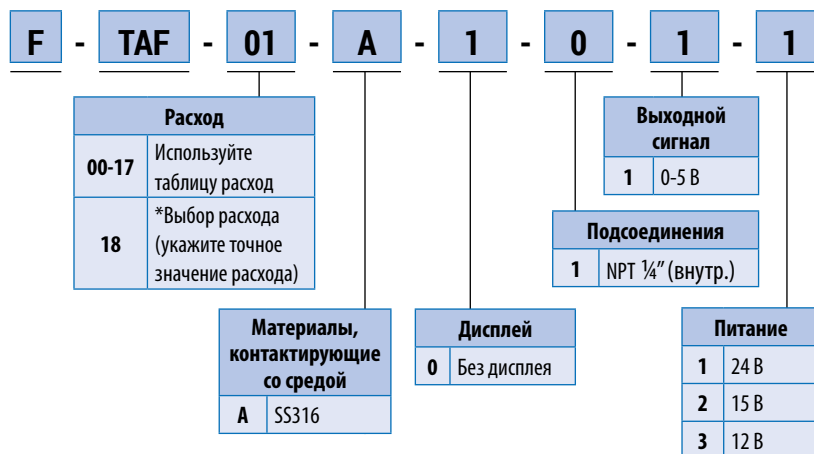 F - TAF - 01 - A - 1 - 0 - 1 - 1
Расход
00-17 Используйте
таблицу расход
18 *Выбор расхода
(укажите точное
значение расхода)
Выходной
сигнал
1 0-5 В
Подсоединения
1 NPT ¼” (внутр.)
Материалы,
контактирующие
со средой
A SS316
Дисплей
0 Без дисплея
Питание
1 24 В
2 15 В
3 12 В